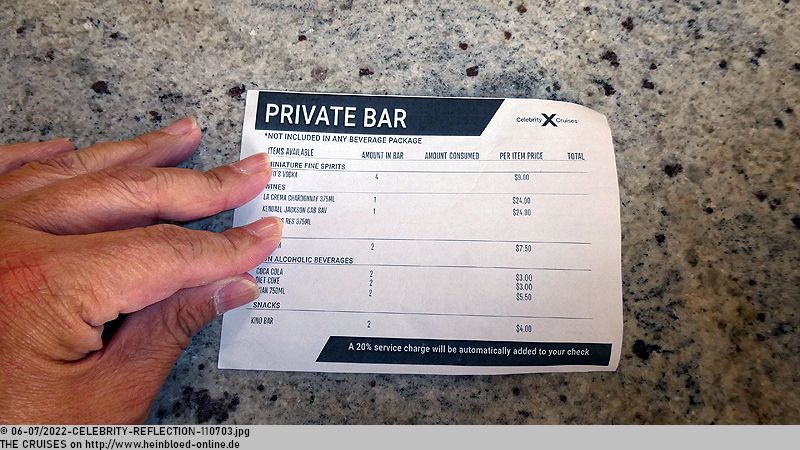 PRIVATE BAR
Celebrity X Cruises
*NOT INCLUDED IN ANY BEVERAGE PACKAGE
ITEMS AVAILABLE AMOUNT IN BAR AMOUNT CONSUMED PER ITEM PRICE TOTAL
MINIATURE FINE SPIRITS
VODKA 4 $9.00
WINES
LA CREMA CHARDONNAY 375ML 1 $24.00
KENDALL JACKSON CAB SAU 1 $24.00
RES 375ML
2 $7.50
ALCOHOLIC BEVERAGES
COCA COLA 2 $3.00
DIET COKE 2 $3.00
750ML 2 $5.50
SNACKS
KIND BAR 2 $4.00
A 20% service charge will be automatically added to your check
© 06-07/2022-CELEBRITY-REFLECTION-110703.jpg
THE CRUISES on http://www.heinbloed-online.de